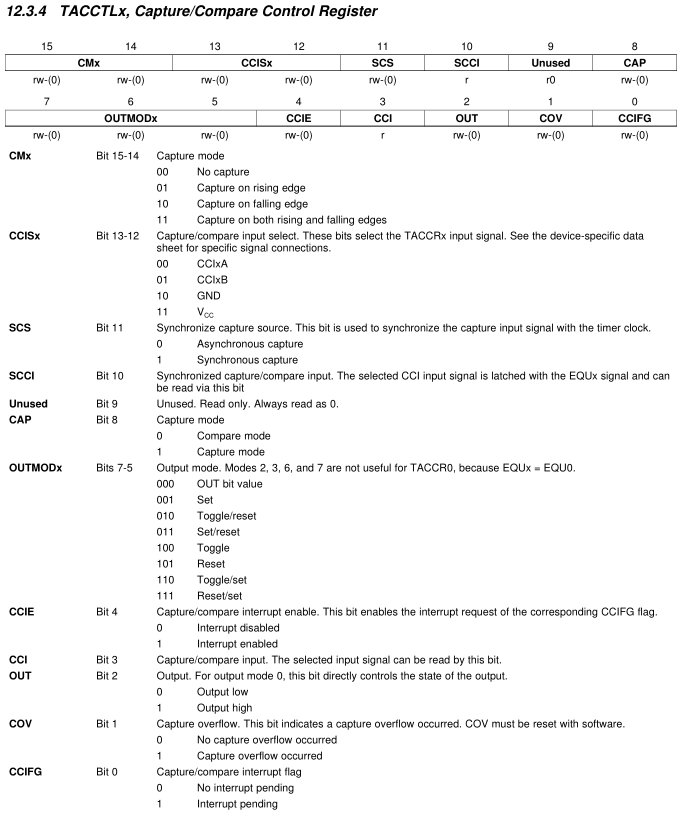 12.3.4 TACCTLx, Capture/Compare Control Register
15 14 13 12 11 10 9 8
CMx CCISx SCS SCCI Unused CAP
rw-(0) rw-(0) rw-(0) rw-(0) rw-(0) r r0 rw-(0)
7 6 5 4 3 2 1 0
OUTMODx CCIE CCI OUT COV CCIFG
rw-(0) rw-(0) rw-(0) rw-(0) r rw-(0) rw-(0) rw-(0)
CMx Bit 15-14 Capture mode
00 No capture
01 Capture on rising edge
10 Capture on falling edge
11 Capture on both rising and falling edges
CCISx Bit 13-12 Capture/compare input select. These bits select the TACCRx input signal. See the device-specific data
sheet for specific signal connections.
00 CCIxA
01 CCIxB
10 GND
11 VCC
SCS Bit 11 Synchronize capture source. This bit is used to synchronize the capture input signal with the timer clock.
0 Asynchronous capture
1 Synchronous capture
SCCI Bit 10 Synchronized capture/compare input. The selected CCI input signal is latched with the EQUx signal and can
be read via this bit
Unused Bit 9 Unused. Read only. Always read as 0.
CAP Bit 8 Capture mode
0 Compare mode
1 Capture mode
OUTMODx Bits 7-5 Output mode. Modes 2, 3, 6, and 7 are not useful for TACCR0, because EQUx = EQU0.
000 OUT bit value
001 Set
010 Toggle/reset
011 Set/reset
100 Toggle
101 Reset
110 Toggle/set
111 Reset/set
CCIE Bit 4 Capture/compare interrupt enable. This bit enables the interrupt request of the corresponding CCIFG flag.
0 Interrupt disabled
1 Interrupt enabled
CCI Bit 3 Capture/compare input. The selected input signal can be read by this bit.
OUT Bit 2 Output. For output mode 0, this bit directly controls the state of the output.
0 Output low
1 Output high
COV Bit 1 Capture overflow. This bit indicates a capture overflow occurred. COV must be reset with software.
0 No capture overflow occurred
1 Capture overflow occurred
CCIFG Bit 0 Capture/compare interrupt flag
0 No interrupt pending
1 Interrupt pending